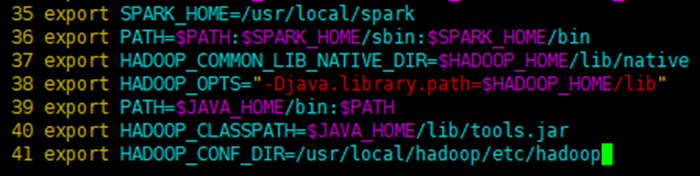 35 export SPARK_HOME=/usr/local/spark
36 export PATH=$PATH:$SPARK_HOME/sbin:$SPARK_HOME/bin
37 export HADOOP_COMMON_LIB_NATIVE_DIR=$HADOOP_HOME/lib/native
38 export HADOOP_OPTS="-Djava.library.path=$HADOOP_HOME/lib"
39 export PATH=$JAVA_HOME/bin:$PATH
40 export HADOOP_CLASSPATH=$JAVA_HOME/lib/tools.jar
41 export HADOOP_CONF_DIR=/usr/local/hadoop/etc/hadoop